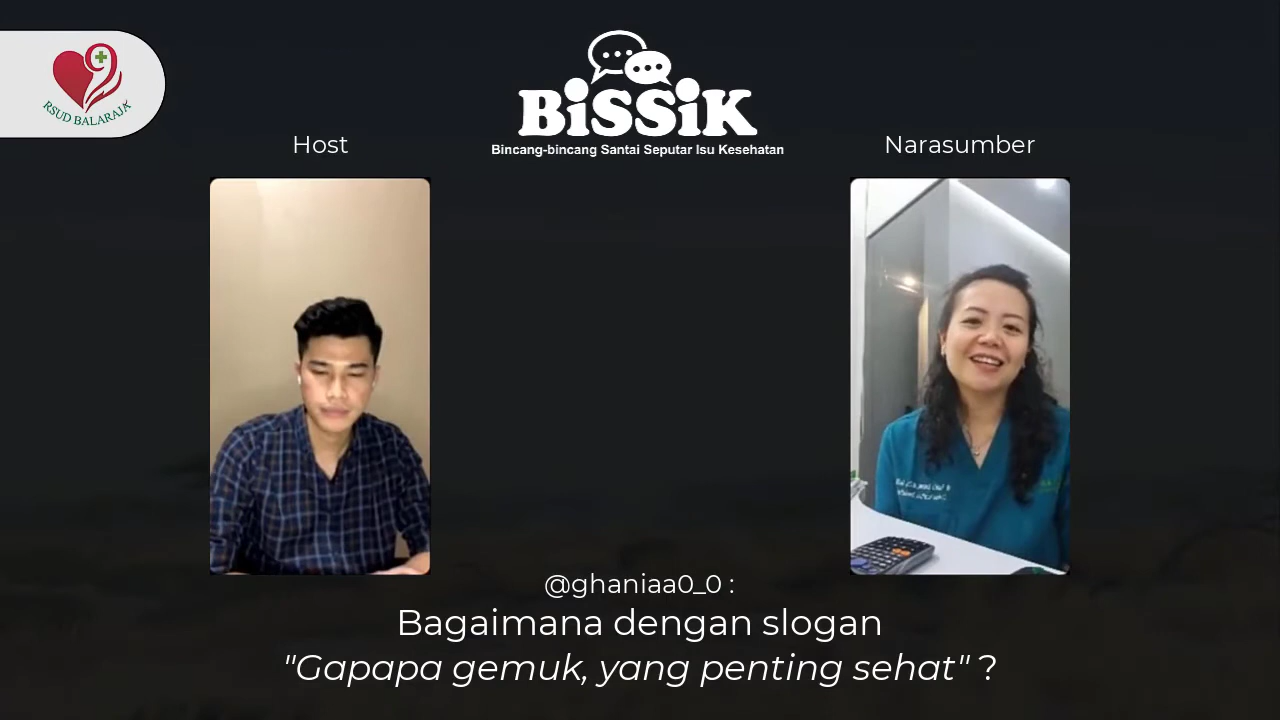 RSUD BALARAJA
BiSSiK
Bincang-bincang Santai Seputar Isu Kesehatan
Host
Narasumber
@ghaniaa0_0 :
Bagaimana dengan slogan
"Gapapa gemuk, yang penting sehat" ?